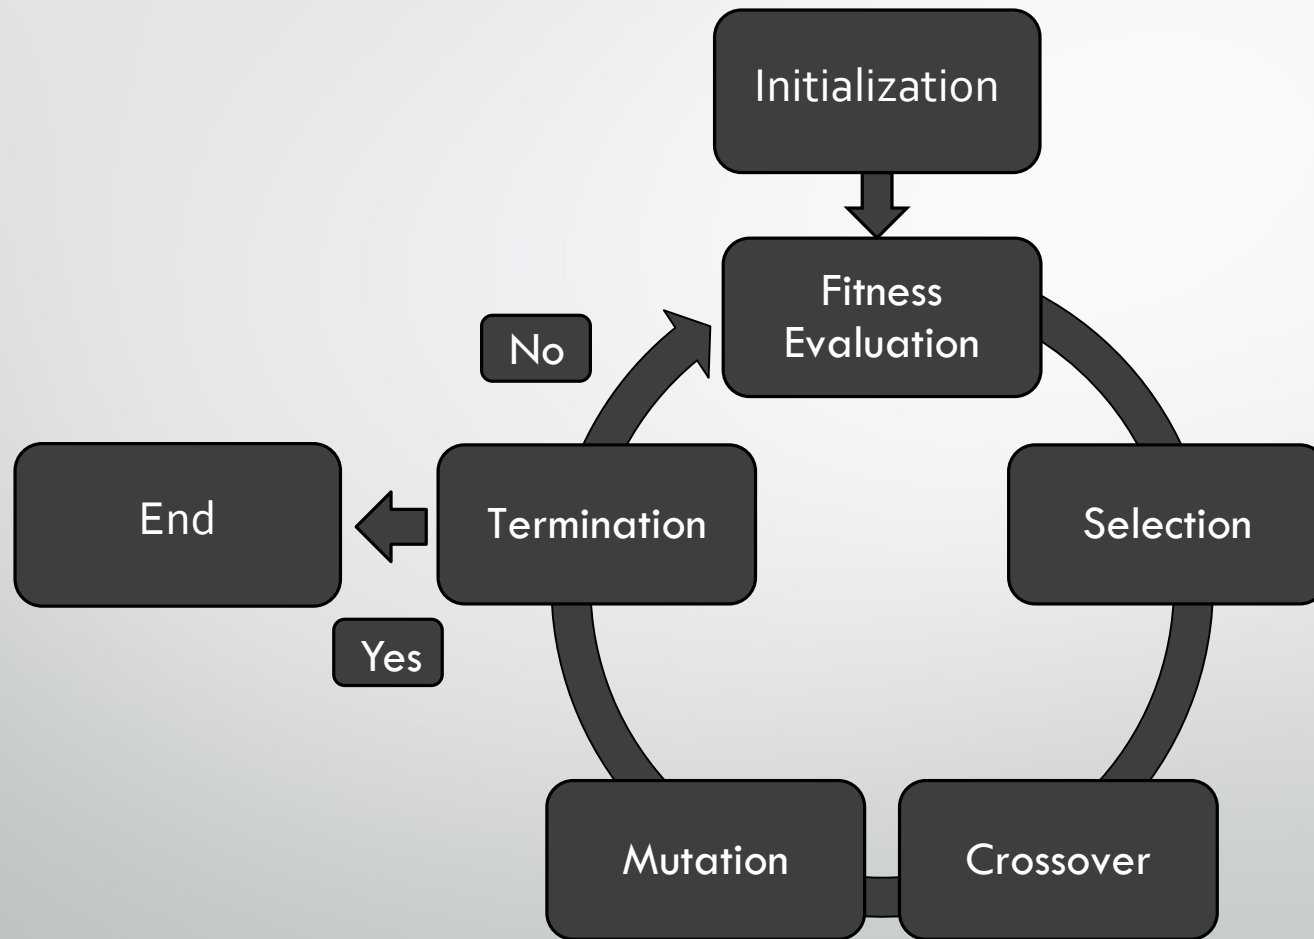 Initialization
Fitness
Evaluation
No
End
Termination
Selection
Yes
Mutation
Crossover